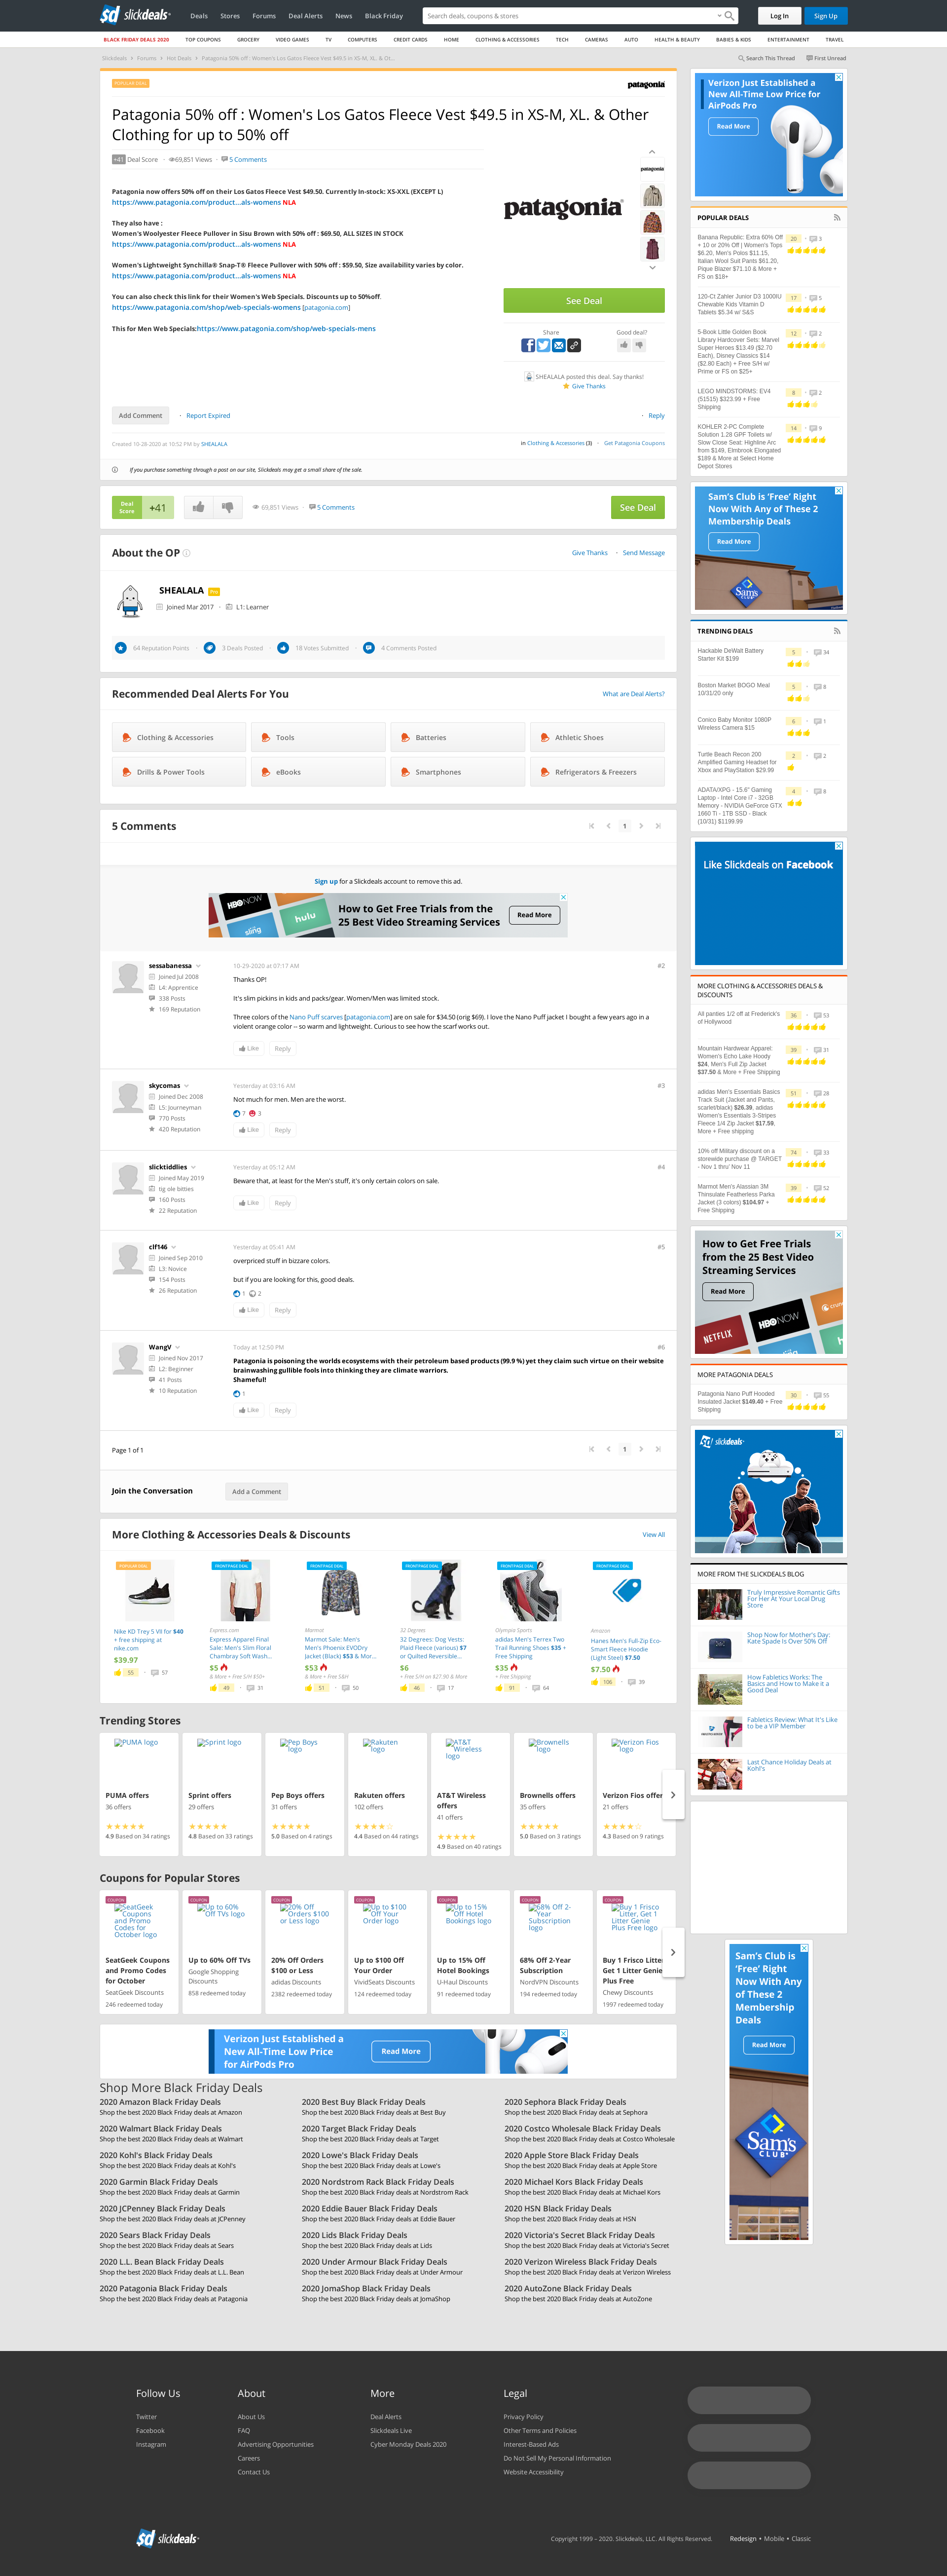 slickdeals
Deals Stores Forums Deal Alerts News Black Friday
Search deals, coupons & stores
Log In Sign Up
BLACK FRIDAY DEALS 2020 TOP COUPONS GROCERY VIDEO GAMES TV COMPUTERS CREDIT CARDS HOME CLOTHING & ACCESSORIES TECH CAMERAS AUTO HEALTH & BEAUTY BABIES & KIDS ENTERTAINMENT TRAVEL
Slickdeals Forums Hot Deals Patagonia 50% off : Women's Los Gatos Fleece Vest $49.5 in XS-M, XL. & Ot...
Search This Thread First Unread
POPULAR DEAL
patagonia
Patagonia 50% off : Women's Los Gatos Fleece Vest $49.5 in XS-M, XL. & Other
Clothing for up to 50% off
+41 Deal Score 69,851 Views 5 Comments
Patagonia now offers 50% off on their Los Gatos Fleece Vest $49.50. Currently In-stock: XS-XXL (EXCEPT L)
https://www.patagonia.com/product...als-womens NLA
They also have :
Women's Woolyester Fleece Pullover in Sisu Brown with 50% off : $69.50, ALL SIZES IN STOCK
https://www.patagonia.com/product...als-womens NLA
Women's Lightweight Synchilla® Snap-T® Fleece Pullover with 50% off : $59.50, Size availability varies by color.
https://www.patagonia.com/product...als-womens NLA
You can also check this link for their Women's Web Specials. Discounts up to 50%off.
https://www.patagonia.com/shop/web-specials-womens [patagonia.com]
This for Men Web Specials:https://www.patagonia.com/shop/web-specials-mens
patagonia
patagonia
See Deal
Share Good deal?
SHEALALA posted this deal. Say thanks!
Give Thanks
Add Comment Report Expired Reply
Created 10-28-2020 at 10:52 PM by SHEALALA
in Clothing & Accessories (3) Get Patagonia Coupons
If you purchase something through a post on our site, Slickdeals may get a small share of the sale.
Deal
Score
+41
69,851 Views 5 Comments
See Deal
About the OP
Give Thanks Send Message
SHEALALA Pro
Joined Mar 2017 L1: Learner
64 Reputation Points 3 Deals Posted 18 Votes Submitted 4 Comments Posted
Recommended Deal Alerts For You
What are Deal Alerts?
Clothing & Accessories Tools Batteries Athletic Shoes
Drills & Power Tools eBooks Smartphones Refrigerators & Freezers
5 Comments
1
Sign up for a Slickdeals account to remove this ad.
HBO NOW
sling
hulu
How to Get Free Trials from the
25 Best Video Streaming Services
Read More
sessabanessa
Joined Jul 2008
L4: Apprentice
338 Posts
169 Reputation
10-29-2020 at 07:17 AM #2
Thanks OP!
It's slim pickins in kids and packs/gear. Women/Men was limited stock.
Three colors of the Nano Puff scarves [patagonia.com] are on sale for $34.50 (orig $69). I love the Nano Puff jacket I bought a few years ago in a
violent orange color -- so warm and lightweight. Curious to see how the scarf works out.
Like Reply
skycomas
Joined Dec 2008
L5: Journeyman
770 Posts
420 Reputation
Yesterday at 03:16 AM #3
Not much for men. Men are the worst.
7 3
Like Reply
slicktiddlies
Joined May 2019
tig ole bitties
160 Posts
22 Reputation
Yesterday at 05:12 AM #4
Beware that, at least for the Men's stuff, it's only certain colors on sale.
Like Reply
clf146
Joined Sep 2010
L3: Novice
154 Posts
26 Reputation
Yesterday at 05:41 AM #5
overpriced stuff in bizzare colors.
but if you are looking for this, good deals.
1 2
Like Reply
WangV
Joined Nov 2017
L2: Beginner
41 Posts
10 Reputation
Today at 12:50 PM #6
Patagonia is poisoning the worlds ecosystems with their petroleum based products (99.9 %) yet they claim such virtue on their website
brainwashing gullible fools into thinking they are climate warriors.
Shameful!
1
Like Reply
Page 1 of 1
1
Join the Conversation Add a Comment
More Clothing & Accessories Deals & Discounts
View All
POPULAR DEAL
Nike KD Trey 5 VII for $40
+ free shipping at
nike.com
$39.97
55 57
FRONTPAGE DEAL
Express.com
Express Apparel Final
Sale: Men's Slim Floral
Chambray Soft Wash...
$5
& More + Free S/H $50+
49 31
FRONTPAGE DEAL
Marmot
Marmot Sale: Men's
Men's Phoenix EVODry
Jacket (Black) $53 & Mor...
$53
& More + Free S&H
51 50
FRONTPAGE DEAL
32 Degrees
32 Degrees: Dog Vests:
Plaid Fleece (various) $7
or Quilted Reversible...
$6
+ Free S/H on $27.90 & More
46 17
FRONTPAGE DEAL
Olympia Sports
adidas Men's Terrex Two
Trail Running Shoes $35 +
Free Shipping
$35
+ Free Shipping
91 64
FRONTPAGE DEAL
Amazon
Hanes Men's Full-Zip Eco-
Smart Fleece Hoodie
(Light Steel) $7.50
$7.50
106 39
Trending Stores
PUMA logo
PUMA offers
36 offers
4.9 Based on 34 ratings
Sprint logo
Sprint offers
29 offers
4.8 Based on 33 ratings
Pep Boys
logo
Pep Boys offers
31 offers
5.0 Based on 4 ratings
Rakuten
logo
Rakuten offers
102 offers
4.4 Based on 44 ratings
AT&T
Wireless
logo
AT&T Wireless
offers
41 offers
4.9 Based on 40 ratings
Brownells
logo
Brownells offers
35 offers
5.0 Based on 3 ratings
Verizon Fios
logo
Verizon Fios offers
21 offers
4.3 Based on 9 ratings
Coupons for Popular Stores
COUPON
SeatGeek
Coupons
and Promo
Codes for
October logo
SeatGeek Coupons
and Promo Codes
for October
SeatGeek Discounts
246 redeemed today
COUPON
Up to 60%
Off TVs logo
Up to 60% Off TVs
Google Shopping
Discounts
858 redeemed today
COUPON
20% Off
Orders $100
or Less logo
20% Off Orders
$100 or Less
adidas Discounts
2382 redeemed today
COUPON
Up to $100
Off Your
Order logo
Up to $100 Off
Your Order
VividSeats Discounts
124 redeemed today
COUPON
Up to 15%
Off Hotel
Bookings logo
Up to 15% Off
Hotel Bookings
U-Haul Discounts
91 redeemed today
COUPON
68% Off 2-
Year
Subscription
logo
68% Off 2-Year
Subscription
NordVPN Discounts
194 redeemed today
COUPON
Buy 1 Frisco
Litter, Get 1
Litter Genie
Plus Free logo
Buy 1 Frisco Litter,
Get 1 Litter Genie
Plus Free
Chewy Discounts
1997 redeemed today
Verizon Just Established a
New All-Time Low Price
for AirPods Pro
Read More
Shop More Black Friday Deals
2020 Amazon Black Friday Deals
Shop the best 2020 Black Friday deals at Amazon
2020 Best Buy Black Friday Deals
Shop the best 2020 Black Friday deals at Best Buy
2020 Sephora Black Friday Deals
Shop the best 2020 Black Friday deals at Sephora
2020 Walmart Black Friday Deals
Shop the best 2020 Black Friday deals at Walmart
2020 Target Black Friday Deals
Shop the best 2020 Black Friday deals at Target
2020 Costco Wholesale Black Friday Deals
Shop the best 2020 Black Friday deals at Costco Wholesale
2020 Kohl's Black Friday Deals
Shop the best 2020 Black Friday deals at Kohl's
2020 Lowe's Black Friday Deals
Shop the best 2020 Black Friday deals at Lowe's
2020 Apple Store Black Friday Deals
Shop the best 2020 Black Friday deals at Apple Store
2020 Garmin Black Friday Deals
Shop the best 2020 Black Friday deals at Garmin
2020 Nordstrom Rack Black Friday Deals
Shop the best 2020 Black Friday deals at Nordstrom Rack
2020 Michael Kors Black Friday Deals
Shop the best 2020 Black Friday deals at Michael Kors
2020 JCPenney Black Friday Deals
Shop the best 2020 Black Friday deals at JCPenney
2020 Eddie Bauer Black Friday Deals
Shop the best 2020 Black Friday deals at Eddie Bauer
2020 HSN Black Friday Deals
Shop the best 2020 Black Friday deals at HSN
2020 Sears Black Friday Deals
Shop the best 2020 Black Friday deals at Sears
2020 Lids Black Friday Deals
Shop the best 2020 Black Friday deals at Lids
2020 Victoria's Secret Black Friday Deals
Shop the best 2020 Black Friday deals at Victoria's Secret
2020 L.L. Bean Black Friday Deals
Shop the best 2020 Black Friday deals at L.L. Bean
2020 Under Armour Black Friday Deals
Shop the best 2020 Black Friday deals at Under Armour
2020 Verizon Wireless Black Friday Deals
Shop the best 2020 Black Friday deals at Verizon Wireless
2020 Patagonia Black Friday Deals
Shop the best 2020 Black Friday deals at Patagonia
2020 JomaShop Black Friday Deals
Shop the best 2020 Black Friday deals at JomaShop
2020 AutoZone Black Friday Deals
Shop the best 2020 Black Friday deals at AutoZone
Verizon Just Established a
New All-Time Low Price for
AirPods Pro
Read More
POPULAR DEALS
Banana Republic: Extra 60% Off
+ 10 or 20% Off | Women's Tops
$6.20, Men's Polos $11.15,
Italian Wool Suit Pants $61.20,
Pique Blazer $71.10 & More +
FS on $18+
20 3
120-Ct Zahler Junior D3 1000IU
Chewable Kids Vitamin D
Tablets $5.34 w/ S&S
17 5
5-Book Little Golden Book
Library Hardcover Sets: Marvel
Super Heroes $13.49 ($2.70
Each), Disney Classics $14
($2.80 Each) + Free S/H w/
Prime or FS on $25+
12 2
LEGO MINDSTORMS: EV4
(51515) $323.99 + Free
Shipping
8 2
KOHLER 2-PC Complete
Solution 1.28 GPF Toilets w/
Slow Close Seat: Highline Arc
from $149, Elmbrook Elongated
$189 & More at Select Home
Depot Stores
14 9
Sam's Club is 'Free' Right
Now With Any of These 2
Membership Deals
Read More
Sam's
CLUB
TRENDING DEALS
Hackable DeWalt Battery
Starter Kit $199
5 34
Boston Market BOGO Meal
10/31/20 only
5 8
Conico Baby Monitor 1080P
Wireless Camera $15
6 1
Turtle Beach Recon 200
Amplified Gaming Headset for
Xbox and PlayStation $29.99
2 2
ADATA/XPG - 15.6" Gaming
Laptop - Intel Core i7 - 32GB
Memory - NVIDIA GeForce GTX
1660 Ti - 1TB SSD - Black
(10/31) $1199.99
4 8
Like Slickdeals on Facebook
MORE CLOTHING & ACCESSORIES DEALS &
DISCOUNTS
All panties 1/2 off at Frederick's
of Hollywood
36 53
Mountain Hardwear Apparel:
Women's Echo Lake Hoody
$24, Men's Full Zip Jacket
$37.50 & More + Free Shipping
39 31
adidas Men's Essentials Basics
Track Suit (Jacket and Pants,
scarlet/black) $26.39, adidas
Women's Essentials 3-Stripes
Fleece 1/4 Zip Jacket $17.59,
More + Free shipping
51 28
10% off Military discount on a
storewide purchase @ TARGET
- Nov 1 thru' Nov 11
74 33
Marmot Men's Alassian 3M
Thinsulate Featherless Parka
Jacket (3 colors) $104.97 +
Free Shipping
38 52
How to Get Free Trials
from the 25 Best Video
Streaming Services
Read More
NETFLIX
HBO NOW
MORE PATAGONIA DEALS
Patagonia Nano Puff Hooded
Insulated Jacket $149.40 + Free
Shipping
30 55
slickdeals
MORE FROM THE SLICKDEALS BLOG
Truly Impressive Romantic Gifts
For Her At Your Local Drug
Store
Shop Now for Mother's Day:
Kate Spade Is Over 50% Off
How Fabletics Works: The
Basics and How to Make it a
Good Deal
Fabletics Review: What It's Like
to be a VIP Member
Last Chance Holiday Deals at
Kohl's
Sam's Club is
'Free' Right
Now With Any
of These 2
Membership
Deals
Read More
Sam's
CLUB
Follow Us
Twitter
Facebook
Instagram
About
About Us
FAQ
Advertising Opportunities
Careers
Contact Us
More
Deal Alerts
Slickdeals Live
Cyber Monday Deals 2020
Legal
Privacy Policy
Other Terms and Policies
Interest-Based Ads
Do Not Sell My Personal Information
Website Accessibility
slickdeals
Copyright 1999 – 2020. Slickdeals, LLC. All Rights Reserved. Redesign • Mobile • Classic